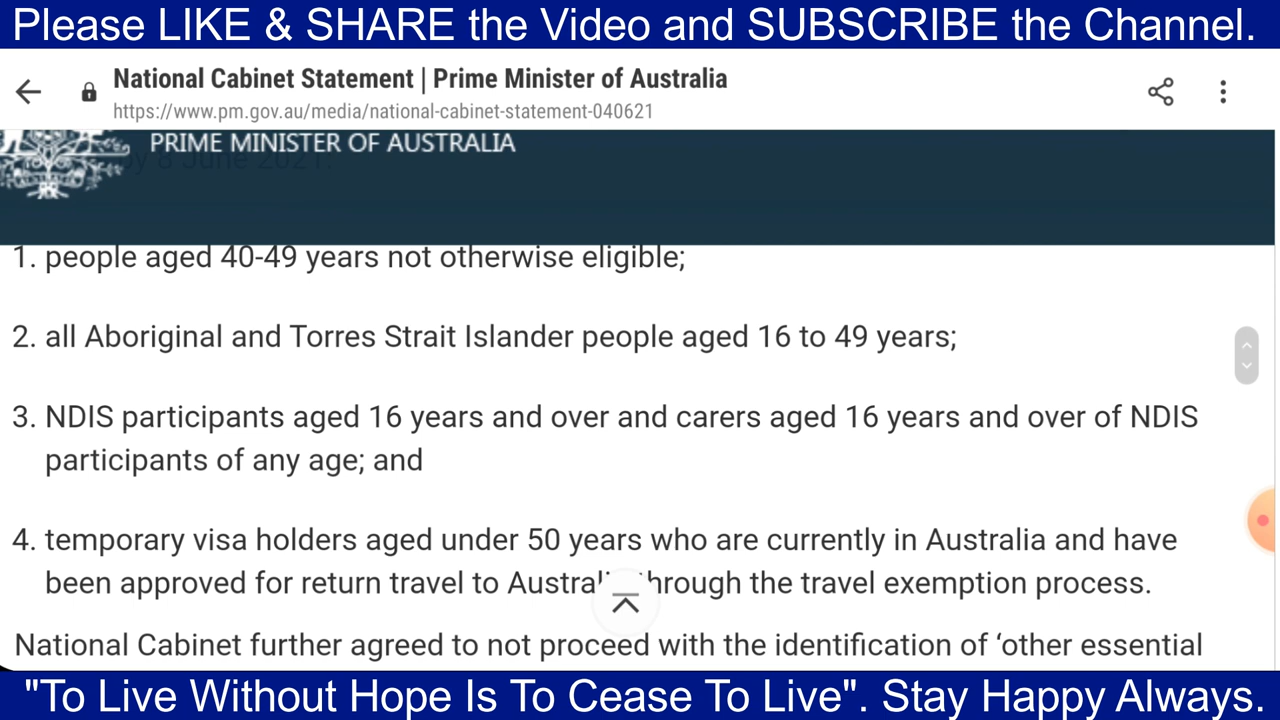 Please LIKE & SHARE the Video and SUBSCRIBE the Channel.
National Cabinet Statement | Prime Minister of Australia
https://www.pm.gov.au/media/national-cabinet-statement-040621
PRIME MINISTER OF AUSTRALIA
by 8 June 2021:
1. people aged 40-49 years not otherwise eligible;
2. all Aboriginal and Torres Strait Islander people aged 16 to 49 years;
3. NDIS participants aged 16 years and over and carers aged 16 years and over of NDIS
participants of any age; and
4. temporary visa holders aged under 50 years who are currently in Australia and have
been approved for return travel to Australia through the travel exemption process.
National Cabinet further agreed to not proceed with the identification of ‘other essential
"To Live Without Hope Is To Cease To Live". Stay Happy Always.